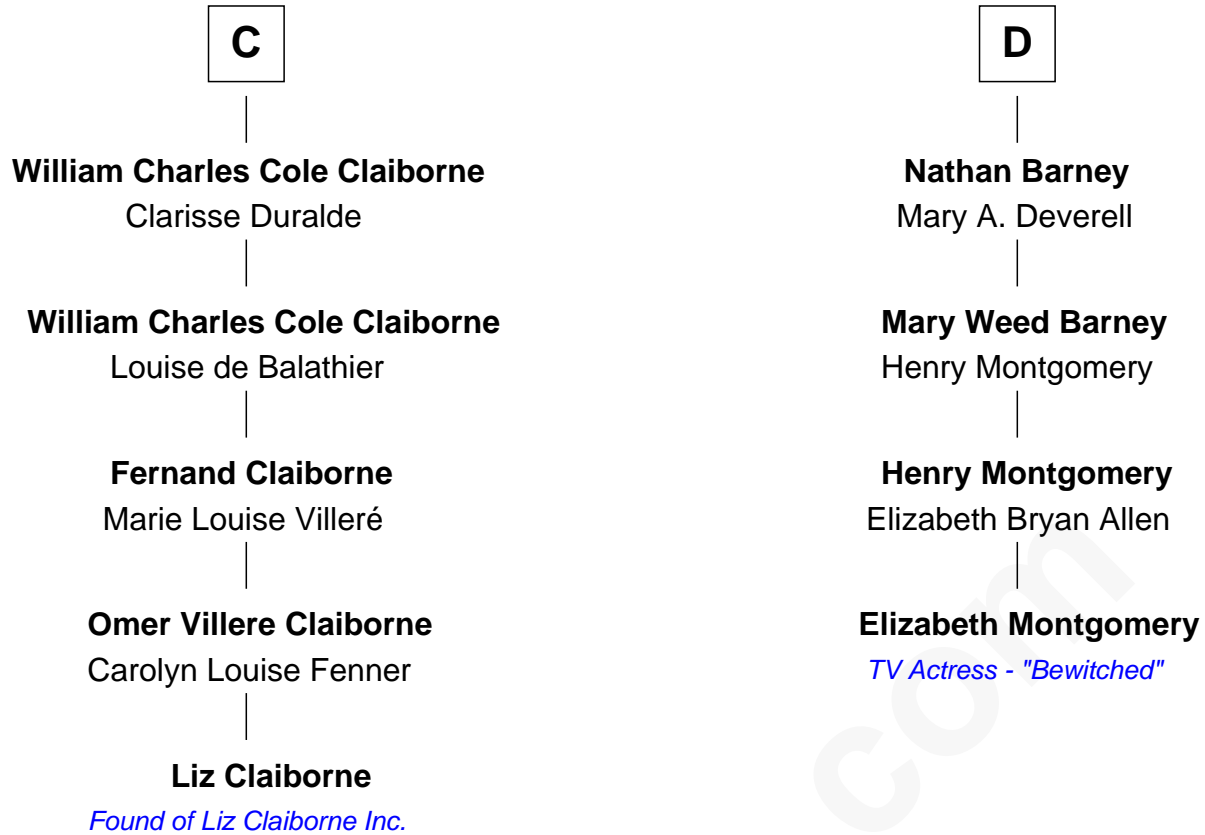 C
William Charles Cole Claiborne
Clarisse Duralde
William Charles Cole Claiborne
Louise de Balathier
Fernand Claiborne
Marie Louise Villeré
Omer Villere Claiborne
Carolyn Louise Fenner
Liz Claiborne
Found of Liz Claiborne Inc.
D
Nathan Barney
Mary A. Deverell
Mary Weed Barney
Henry Montgomery
Henry Montgomery
Elizabeth Bryan Allen
Elizabeth Montgomery
TV Actress - "Bewitched"
com